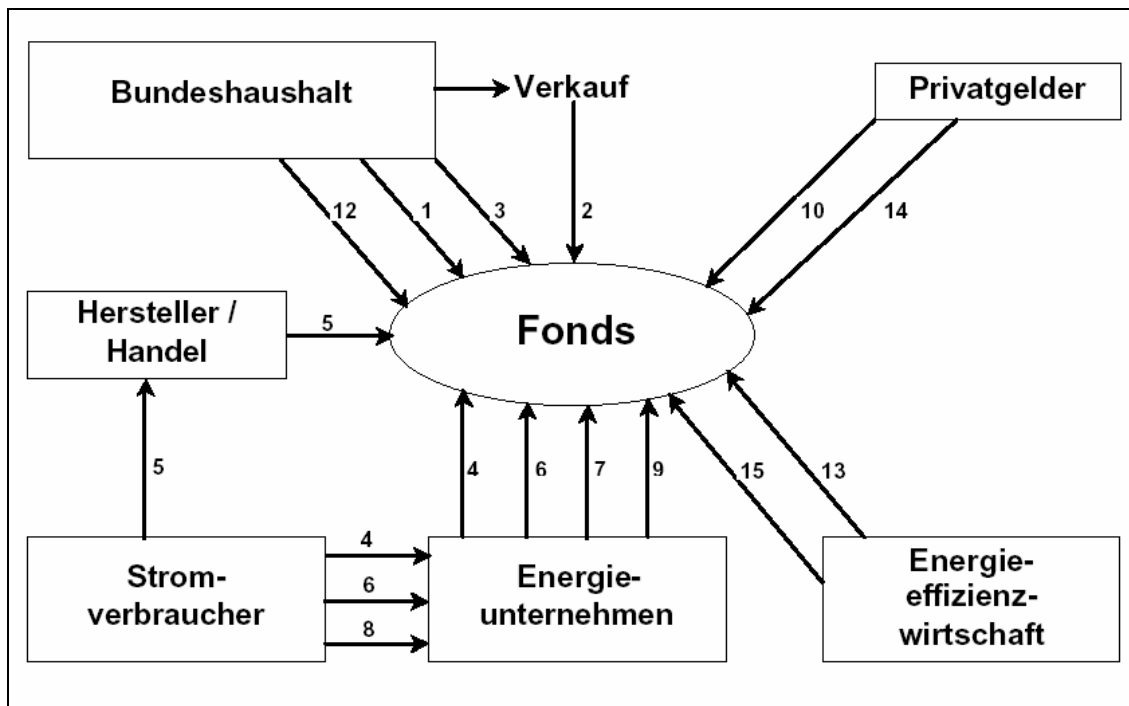 Bundeshaushalt
Verkauf
Privatgelder
12
1
3
2
10
14
Hersteller /
Handel
5
Fonds
5
4
6
7
9
15
13
Strom-
verbraucher
4
6
8
Energie-
unternehmen
Energie-
effizienz-
wirtschaft